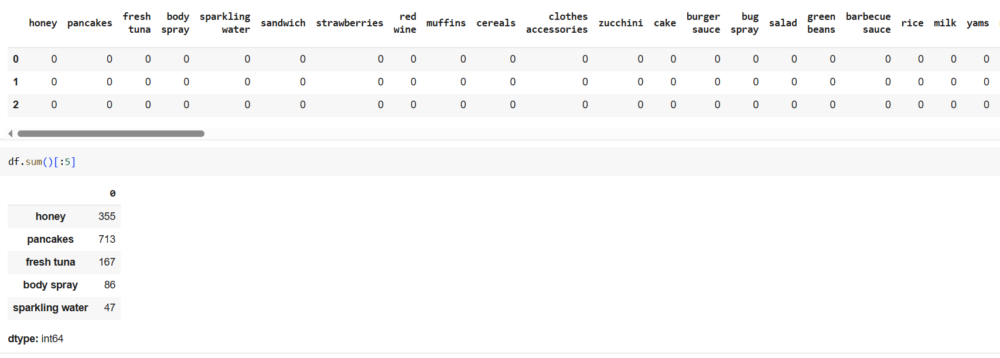 honey pancakes fresh tuna body spray sparkling water sandwich strawberries red wine muffins cereals clothes accessories zucchini cake burger sauce bug spray salad green beans barbecue sauce rice milk yams
0 0 0 0 0 0 0 0 0 0 0 0 0 0 0 0 0 0 0 0 0 0
1 0 0 0 0 0 0 0 0 0 0 0 0 0 0 0 0 0 0 0 0 0
2 0 0 0 0 0 0 0 0 0 0 0 0 0 0 0 0 0 0 0 0 0
df.sum()[:5]
0
honey 355
pancakes 713
fresh tuna 167
body spray 86
sparkling water 47
dtype: int64